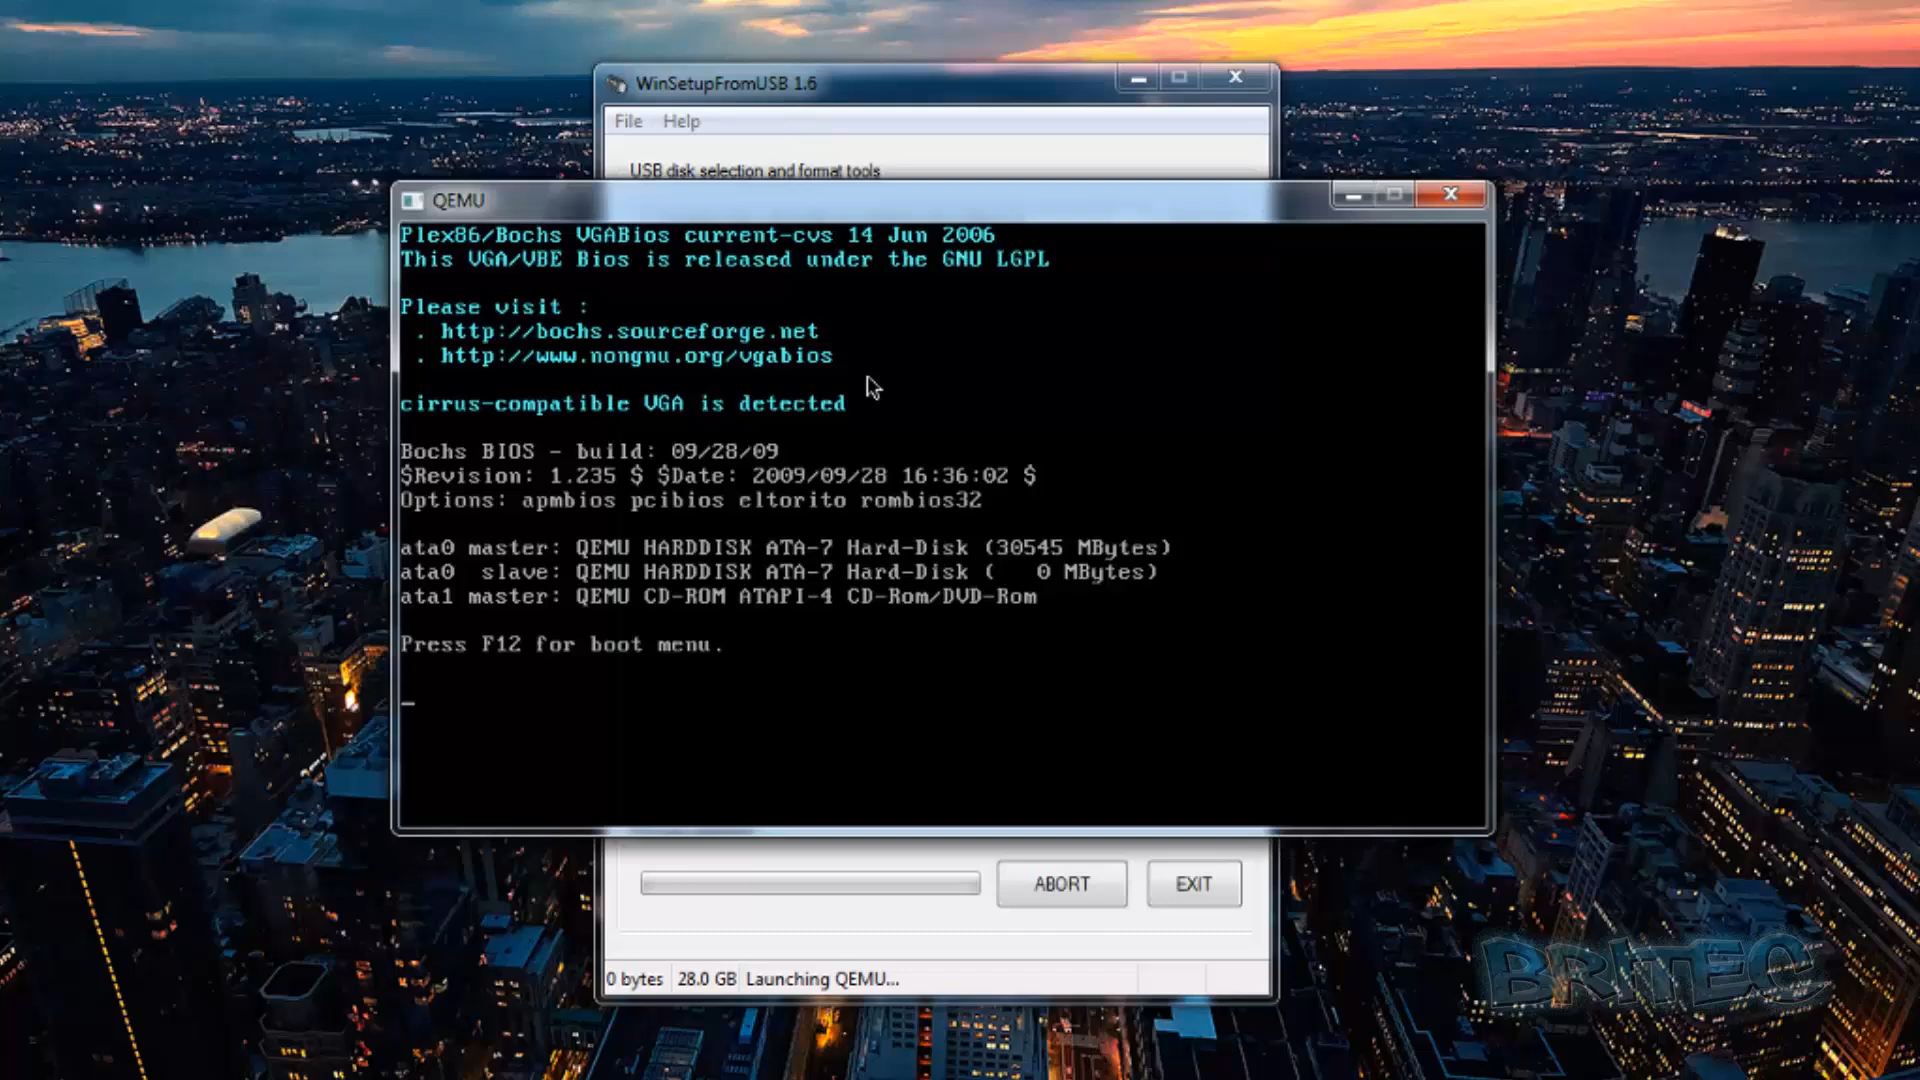 WinSetupFromUSB 1.6
File Help
USB disk selection and format tools
QEMU
Plex86/Bochs VGABios current-cvs 14 Jun 2006
This VGA/VBE Bios is released under the GNU LGPL
Please visit :
. http://bochs.sourceforge.net
. http://www.nongnu.org/vgabios
cirrus-compatible VGA is detected
Bochs BIOS - build: 09/28/09
$Revision: 1.235 $ $Date: 2009/09/28 16:36:02 $
Options: apmbios pcibios eltorito rombios32
ata0 master: QEMU HARDDISK ATA-7 Hard-Disk (30545 MBytes)
ata0  slave: QEMU HARDDISK ATA-7 Hard-Disk (   0 MBytes)
ata1 master: QEMU CD-ROM ATAPI-4 CD-Rom/DVD-Rom
Press F12 for boot menu.
ABORT EXIT
0 bytes 28.0 GB Launching QEMU...
BRITEC